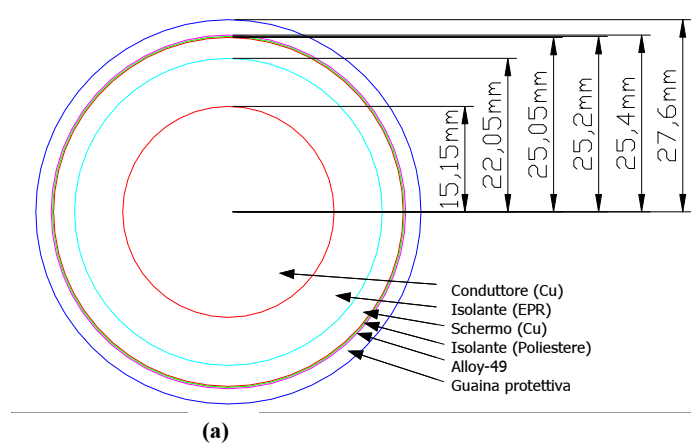 15,15mm
22,05mm
25,05mm
25,2mm
25,4mm
27,6mm
Conduttore (Cu)
Isolante (EPR)
Schermo (Cu)
Isolante (Poliestere)
Alloy-49
Guaina protettiva
(a)